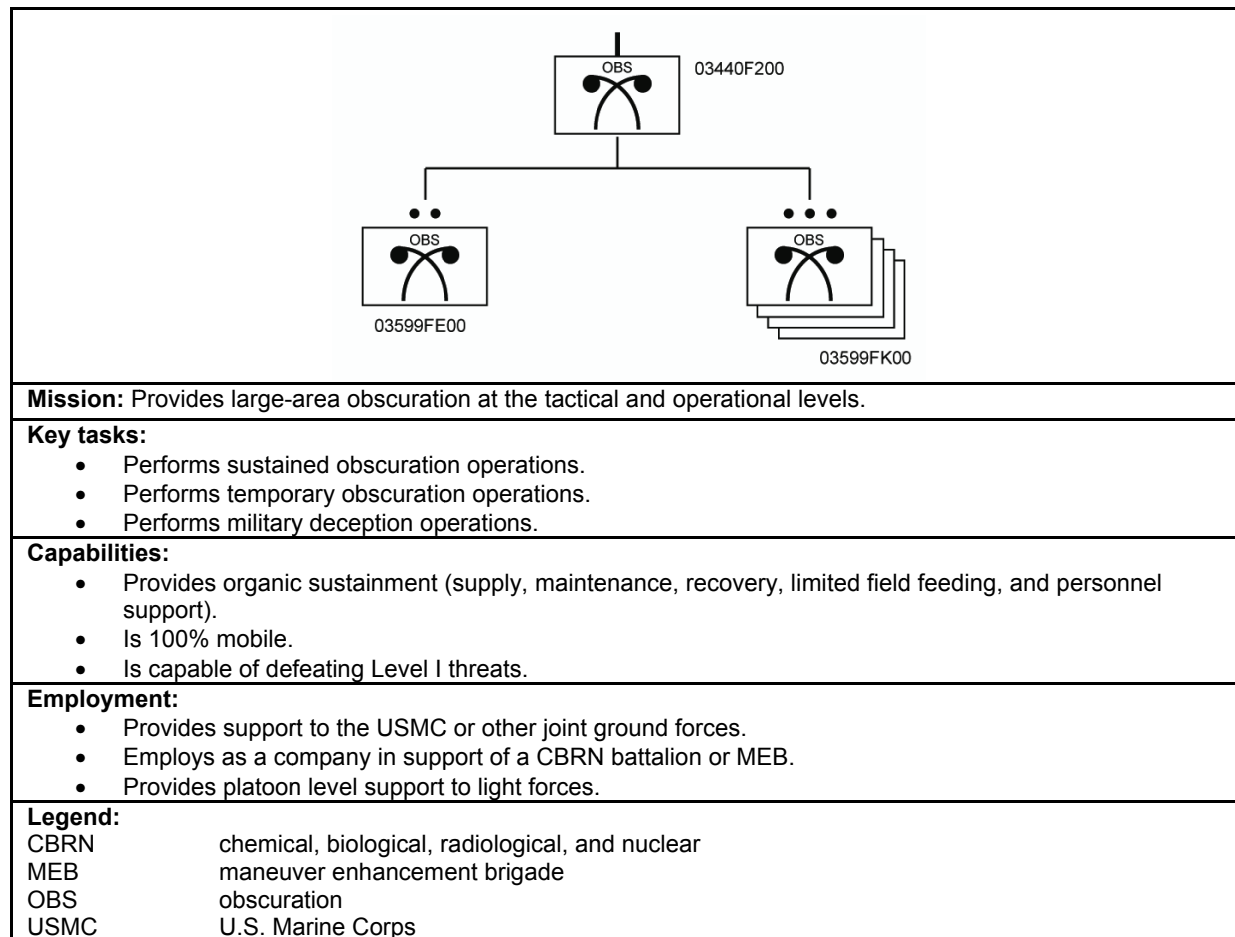 OBS
03440F200
OBS
03599FE00
OBS
03599FK00
Mission: Provides large-area obscuration at the tactical and operational levels.
Key tasks:
• Performs sustained obscuration operations.
• Performs temporary obscuration operations.
• Performs military deception operations.
Capabilities:
• Provides organic sustainment (supply, maintenance, recovery, limited field feeding, and personnel
support).
• Is 100% mobile.
• Is capable of defeating Level I threats.
Employment:
• Provides support to the USMC or other joint ground forces.
• Employs as a company in support of a CBRN battalion or MEB.
• Provides platoon level support to light forces.
Legend:
CBRN chemical, biological, radiological, and nuclear
MEB maneuver enhancement brigade
OBS obscuration
USMC U.S. Marine Corps